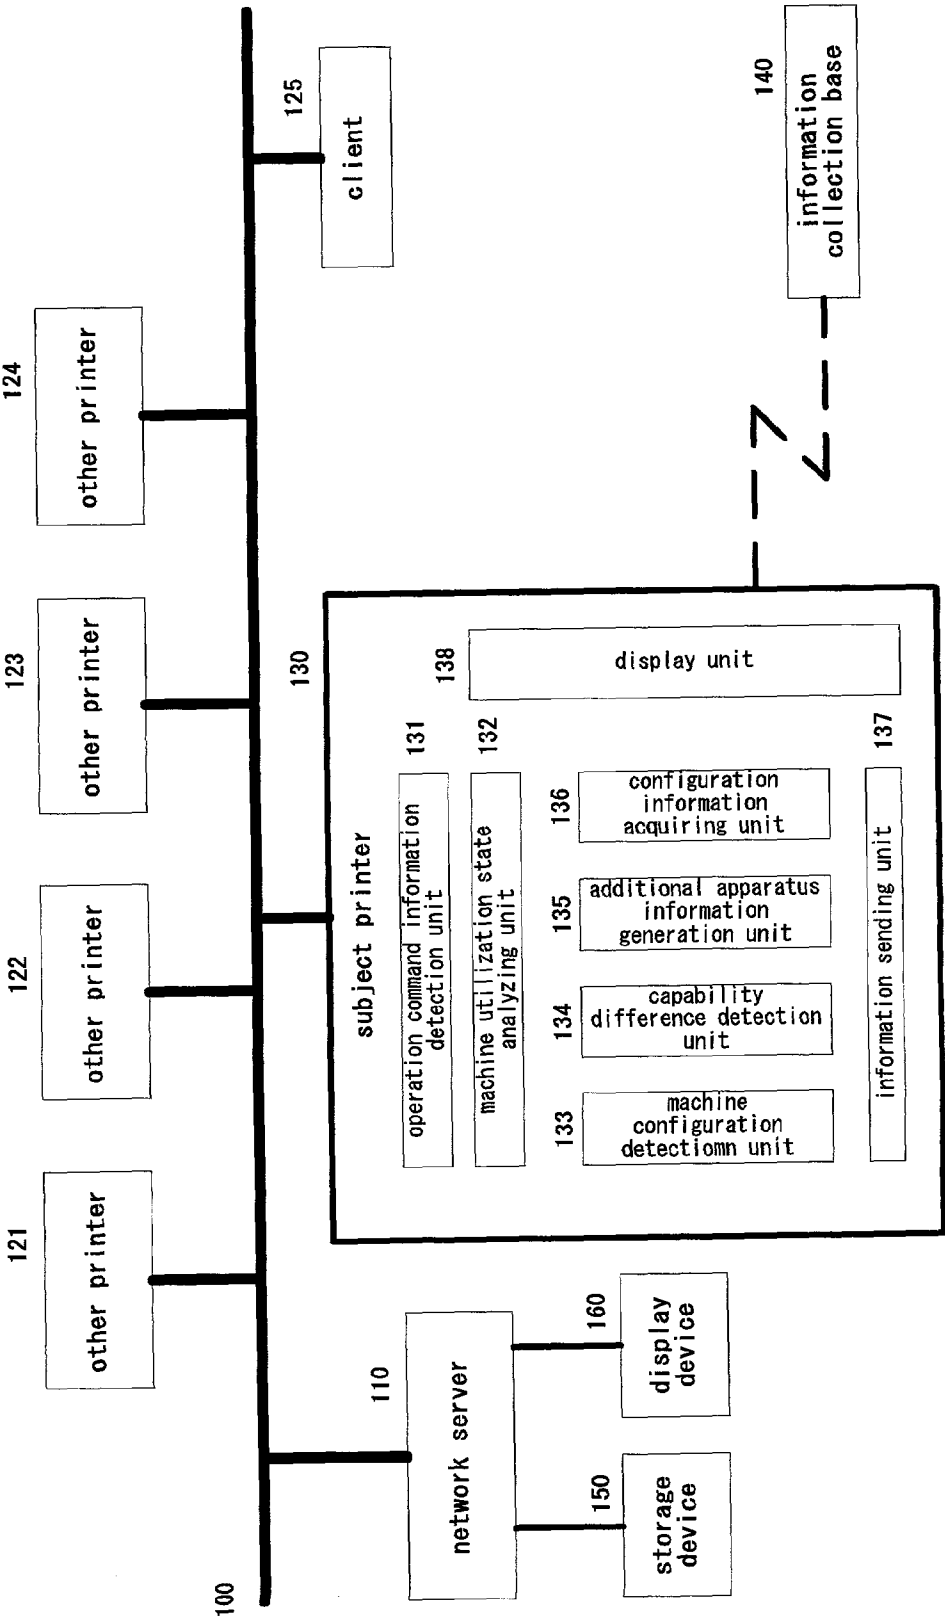 121
other printer
122
other printer
123
other printer
124
other printer
100
110
network server
150
storage
device
160
display
device
130
subject printer
131
operation command information
detection unit
132
machine utilization state
analyzing unit
133
machine
configuration
detectiomn unit
134
capability
difference detection
unit
135
additional apparatus
information
generation unit
136
configuration
information
acquiring unit
137
information sending unit
138
display unit
125
client
140
information
collection base